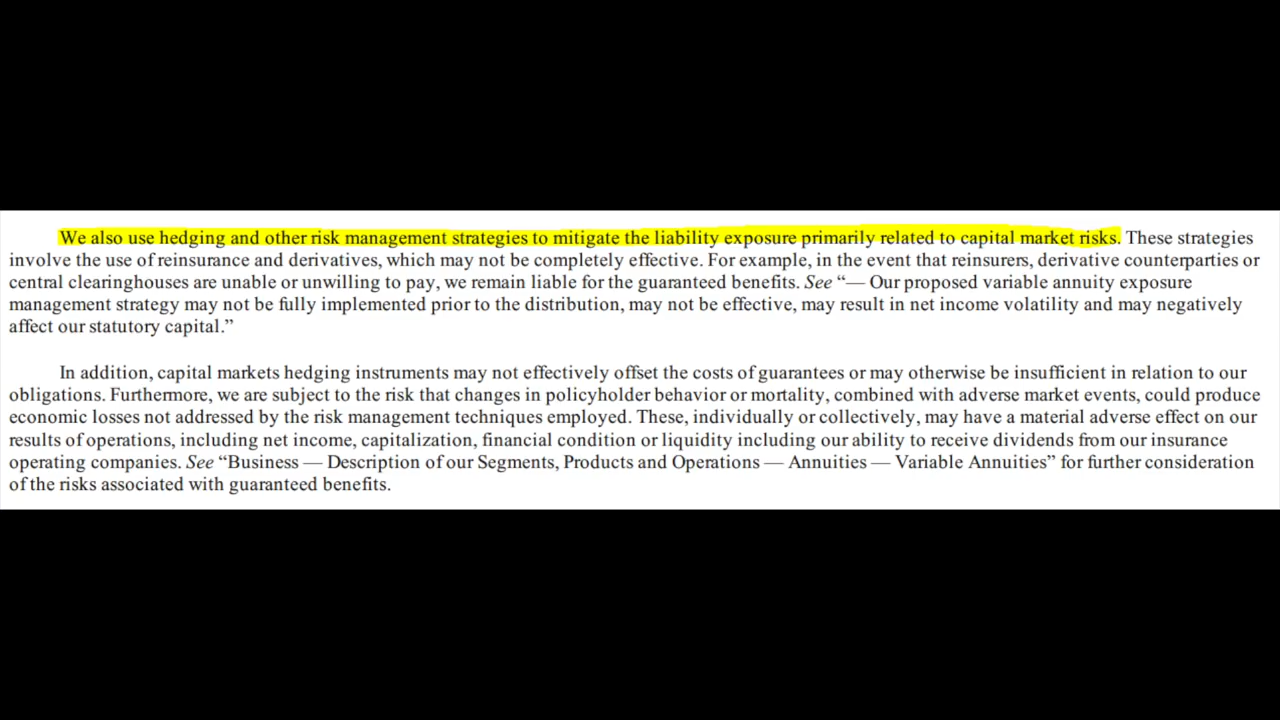 We also use hedging and other risk management strategies to mitigate the liability exposure primarily related to capital market risks. These strategies
involve the use of reinsurance and derivatives, which may not be completely effective. For example, in the event that reinsurers, derivative counterparties or
central clearinghouses are unable or unwilling to pay, we remain liable for the guaranteed benefits. See “— Our proposed variable annuity exposure
management strategy may not be fully implemented prior to the distribution, may not be effective, may result in net income volatility and may negatively
affect our statutory capital.”
In addition, capital markets hedging instruments may not effectively offset the costs of guarantees or may otherwise be insufficient in relation to our
obligations. Furthermore, we are subject to the risk that changes in policyholder behavior or mortality, combined with adverse market events, could produce
economic losses not addressed by the risk management techniques employed. These, individually or collectively, may have a material adverse effect on our
results of operations, including net income, capitalization, financial condition or liquidity including our ability to receive dividends from our insurance
operating companies. See “Business — Description of our Segments, Products and Operations — Annuities — Variable Annuities” for further consideration
of the risks associated with guaranteed benefits.